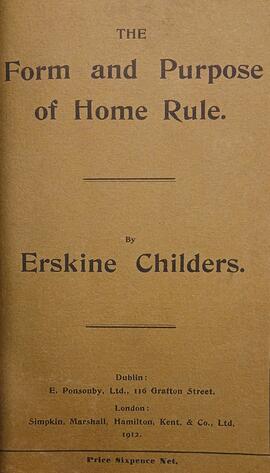 THE
Form and Purpose
of Home Rule.
By
Erskine Childers.
Dublin:
E. Ponsonby, Ltd., 116 Grafton Street.
London:
Simpkin, Marshall, Hamilton, Kent, & Co., Ltd.
1912.
Price Sixpence Net.